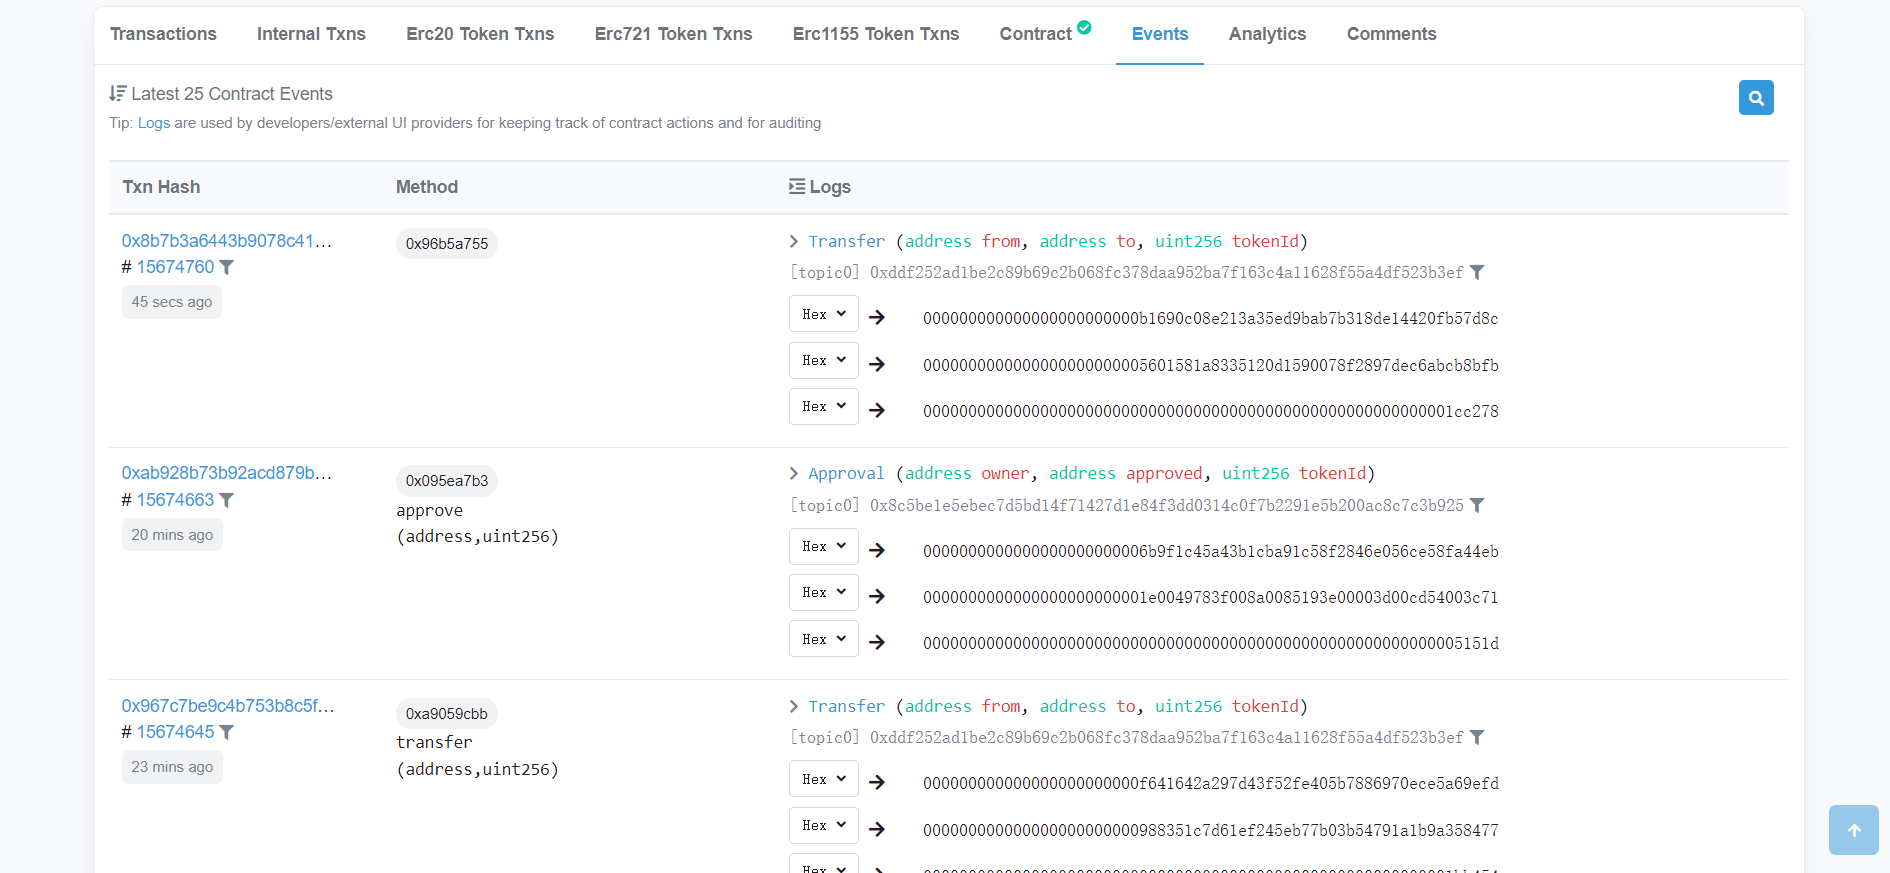 Transactions Internal Txns Erc20 Token Txns Erc721 Token Txns Erc1155 Token Txns Contract Events Analytics Comments
Latest 25 Contract Events
Tip: Logs are used by developers/external UI providers for keeping track of contract actions and for auditing
Txn Hash Method Logs
0x8b7b3a6443b9078c41...
# 15674760
45 secs ago
0x96b5a755
Transfer (address from, address to, uint256 tokenId)
[topic0] 0xddf252ad1be2c89b69c2b068fc378daa952ba7f163c4a11628f55a4df523b3ef
Hex 000000000000000000000000b1690c08e213a35ed9bab7b318de14420fb57d8c
Hex 0000000000000000000000005601581a8335120d1590078f2897dec6abcb8bfb
Hex 00000000000000000000000000000000000000000000000000000000001cc278
0xab928b73b92acd879b...
# 15674663
20 mins ago
0x095ea7b3
approve
(address,uint256)
Approval (address owner, address approved, uint256 tokenId)
[topic0] 0x8c5be1e5ebec7d5bd14f71427d1e84f3dd0314c0f7b2291e5b200ac8c7c3b925
Hex 0000000000000000000000006b9f1c45a43b1cba91c58f2846e056ce58fa44eb
Hex 0000000000000000000000001e0049783f008a0085193e00003d00cd54003c71
Hex 000000000000000000000000000000000000000000000000000000000005151d
0x967c7be9c4b753b8c5f...
# 15674645
23 mins ago
0xa9059cbb
transfer
(address,uint256)
Transfer (address from, address to, uint256 tokenId)
[topic0] 0xddf252ad1be2c89b69c2b068fc378daa952ba7f163c4a11628f55a4df523b3ef
Hex 000000000000000000000000f641642a297d43f52fe405b7886970ece5a69efd
Hex 000000000000000000000000988351c7d61ef245eb77b03b54791a1b9a358477
Hex